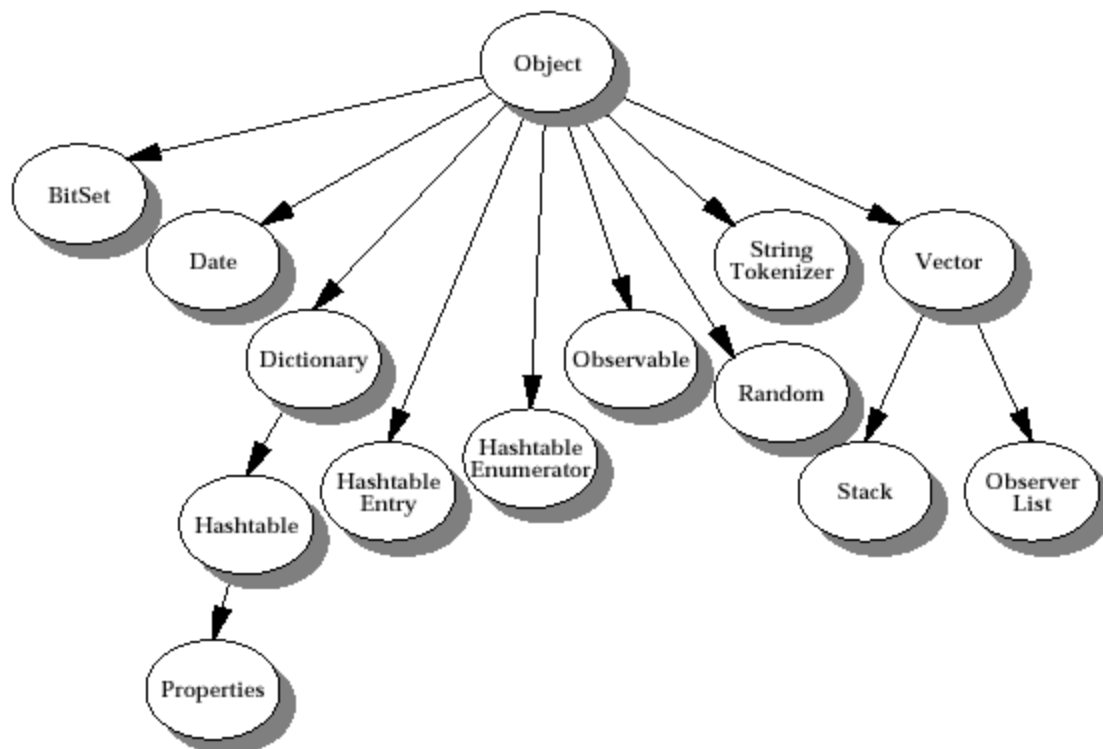 Object
BitSet
Date
String
Tokenizer
Vector
Dictionary
Observable
Random
Hashtable
Enumerator
Hashtable
Entry
Stack
Observer
List
Hashtable
Properties